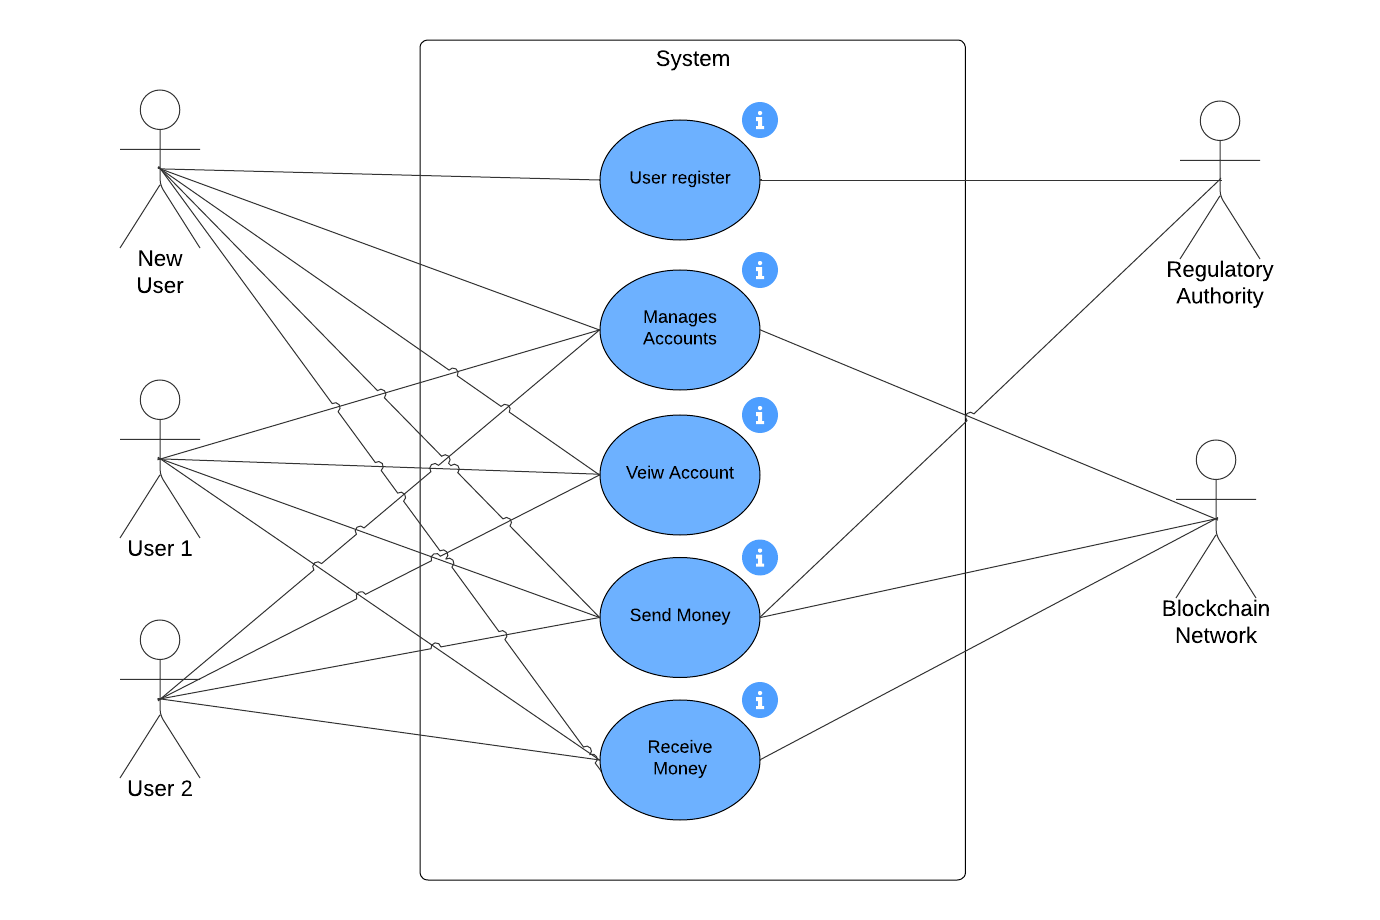 System
New
User
User register
Regulatory
Authority
Manages
Accounts
Veiw Account
User 1
Send Money
Blockchain
Network
Receive
Money
User 2